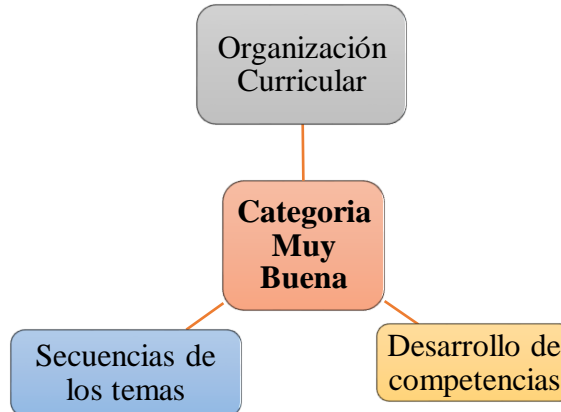 Organización
Curricular
Categoria
Muy
Buena
Secuencias de
los temas
Desarrollo de
competencias